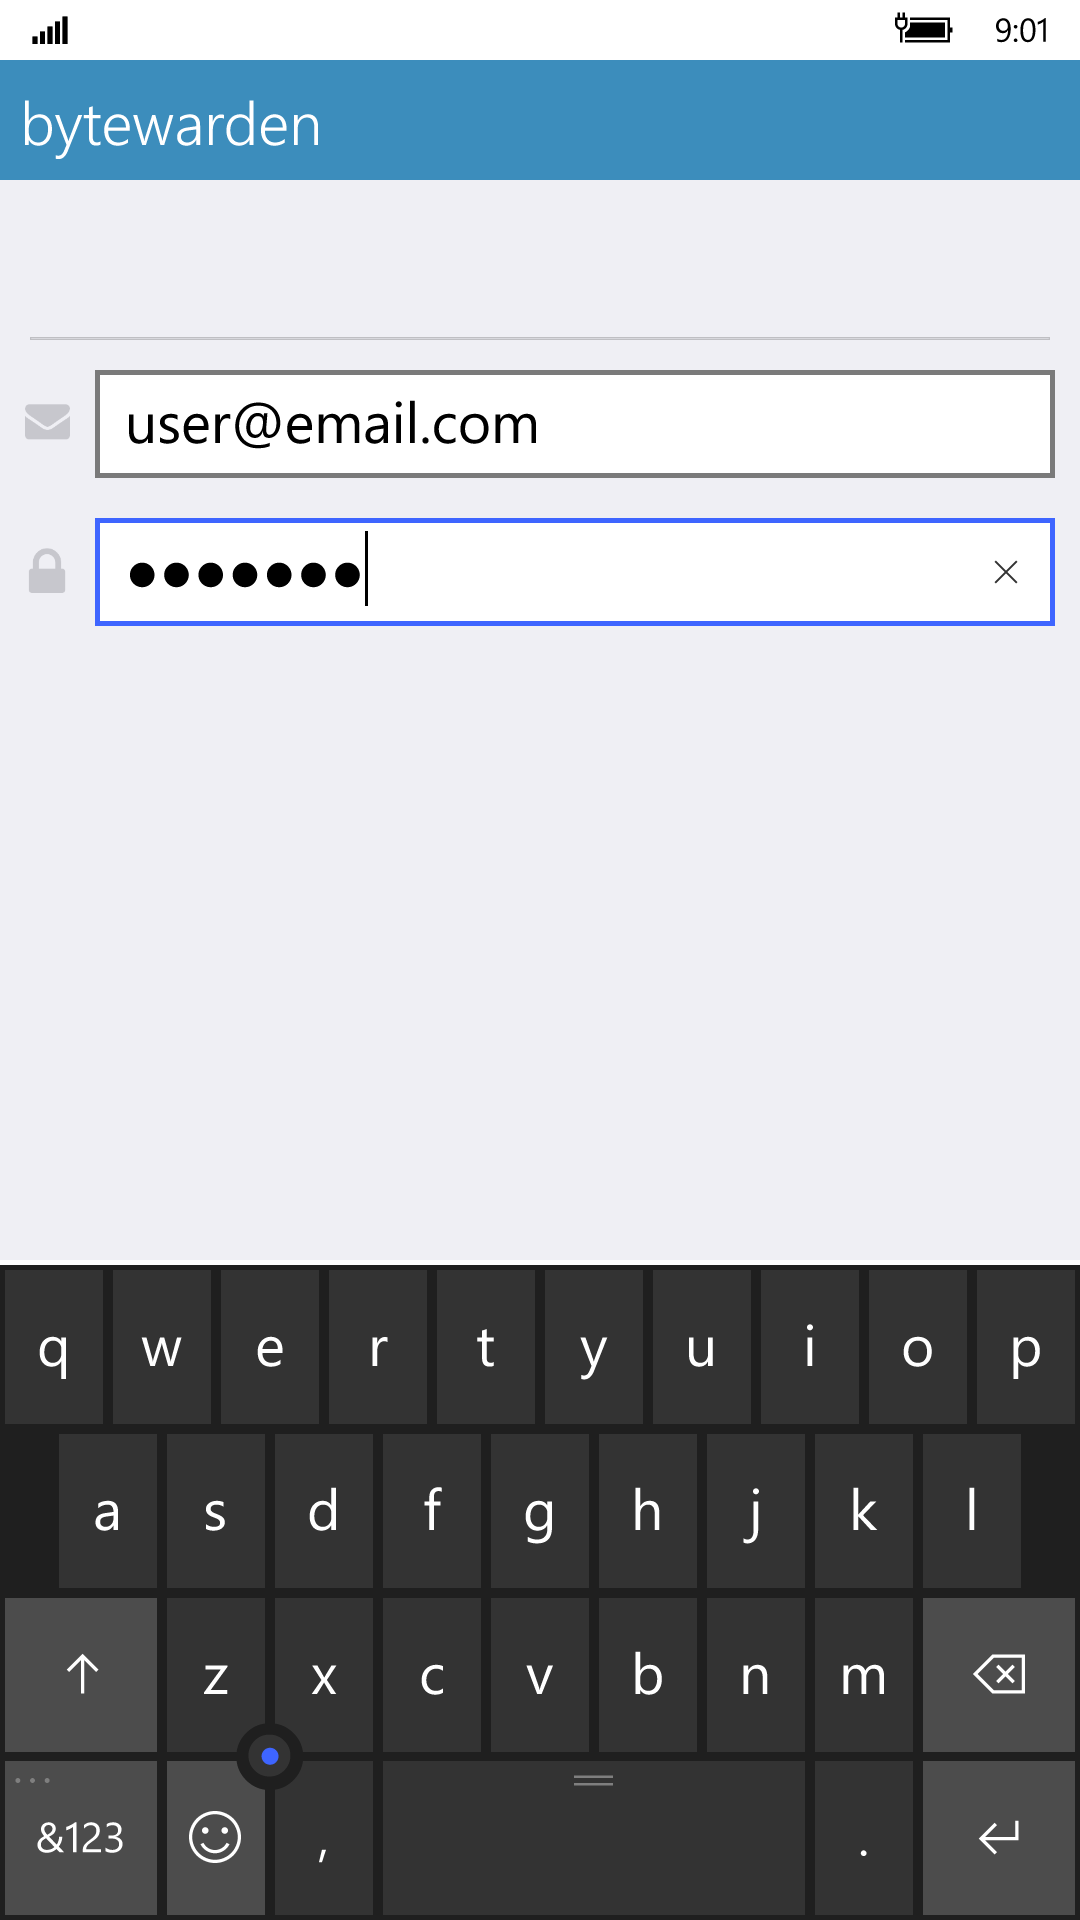 9:01
bytewarden
user@email.com
●●●●●●●
q w e r t y u i o p
a s d f g h j k l
z x c v b n m
&123 , .